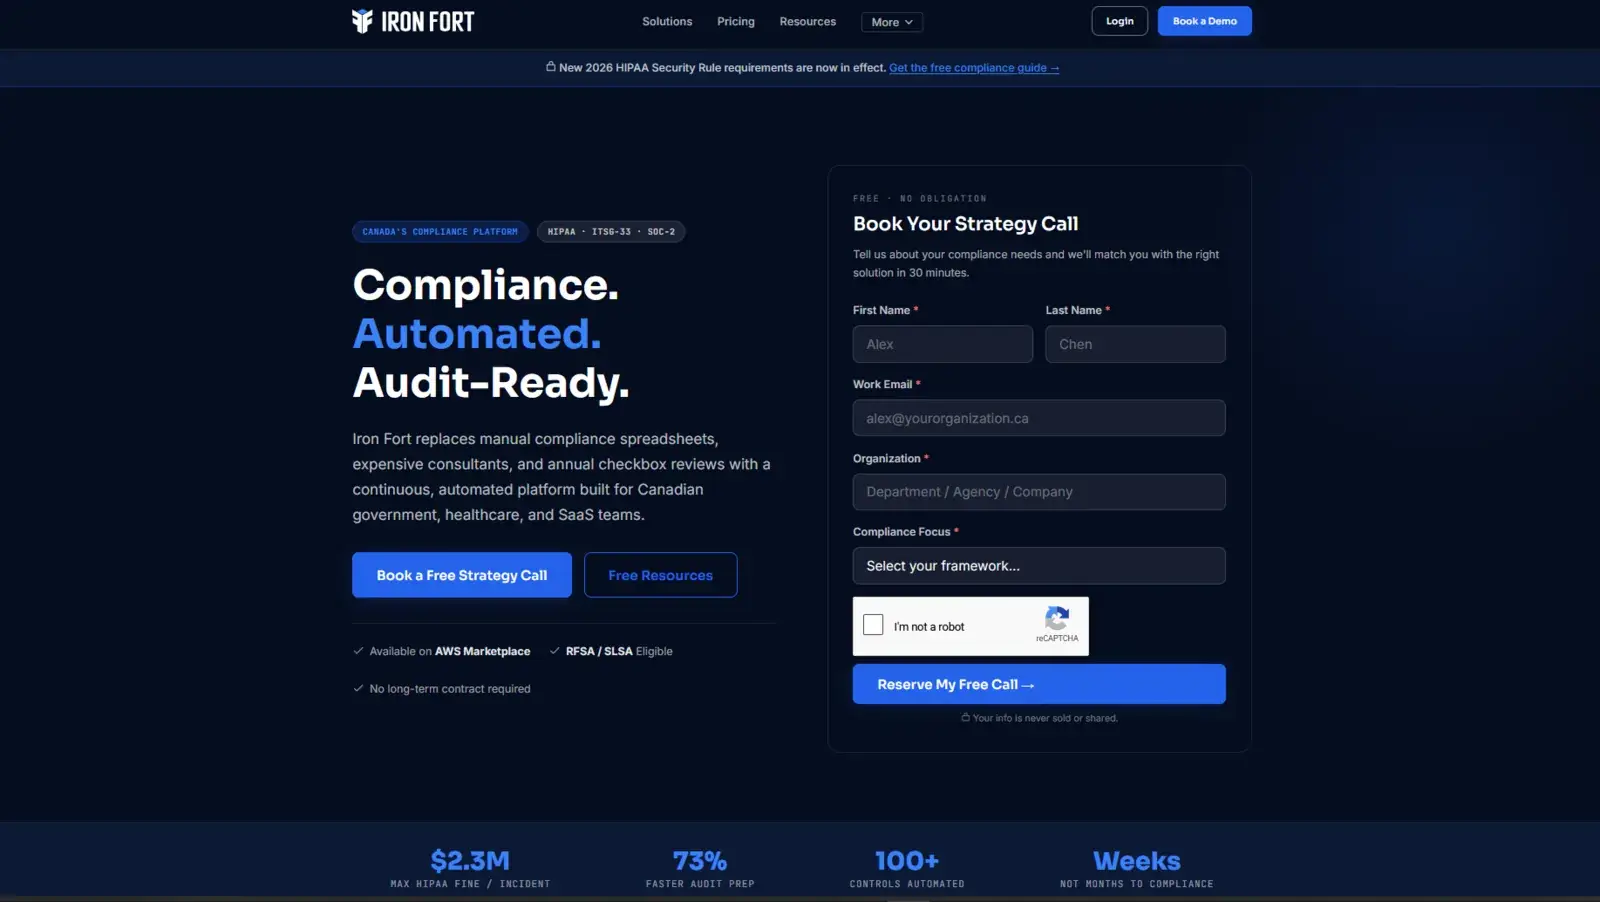 IRON FORT
Solutions
Pricing
Resources
More
Login
Book a Demo
New 2026 HIPAA Security Rule requirements are now in effect. Get the free compliance guide →
CANADA'S COMPLIANCE PLATFORM
HIPAA · ITSG-33 · SOC-2
Compliance.
Automated.
Audit-Ready.
Iron Fort replaces manual compliance spreadsheets,
expensive consultants, and annual checkbox reviews with a
continuous, automated platform built for Canadian
government, healthcare, and SaaS teams.
Book a Free Strategy Call
Free Resources
Available on AWS Marketplace
RFSA / SLSA Eligible
No long-term contract required
FREE · NO OBLIGATION
Book Your Strategy Call
Tell us about your compliance needs and we'll match you with the right
solution in 30 minutes.
First Name *
Last Name *
Alex
Chen
Work Email *
alex@yourorganization.ca
Organization *
Department / Agency / Company
Compliance Focus *
Select your framework...
I'm not a robot
reCAPTCHA
Reserve My Free Call →
Your info is never sold or shared.
$2.3M
MAX HIPAA FINE / INCIDENT
73%
FASTER AUDIT PREP
100+
CONTROLS AUTOMATED
Weeks
NOT MONTHS TO COMPLIANCE